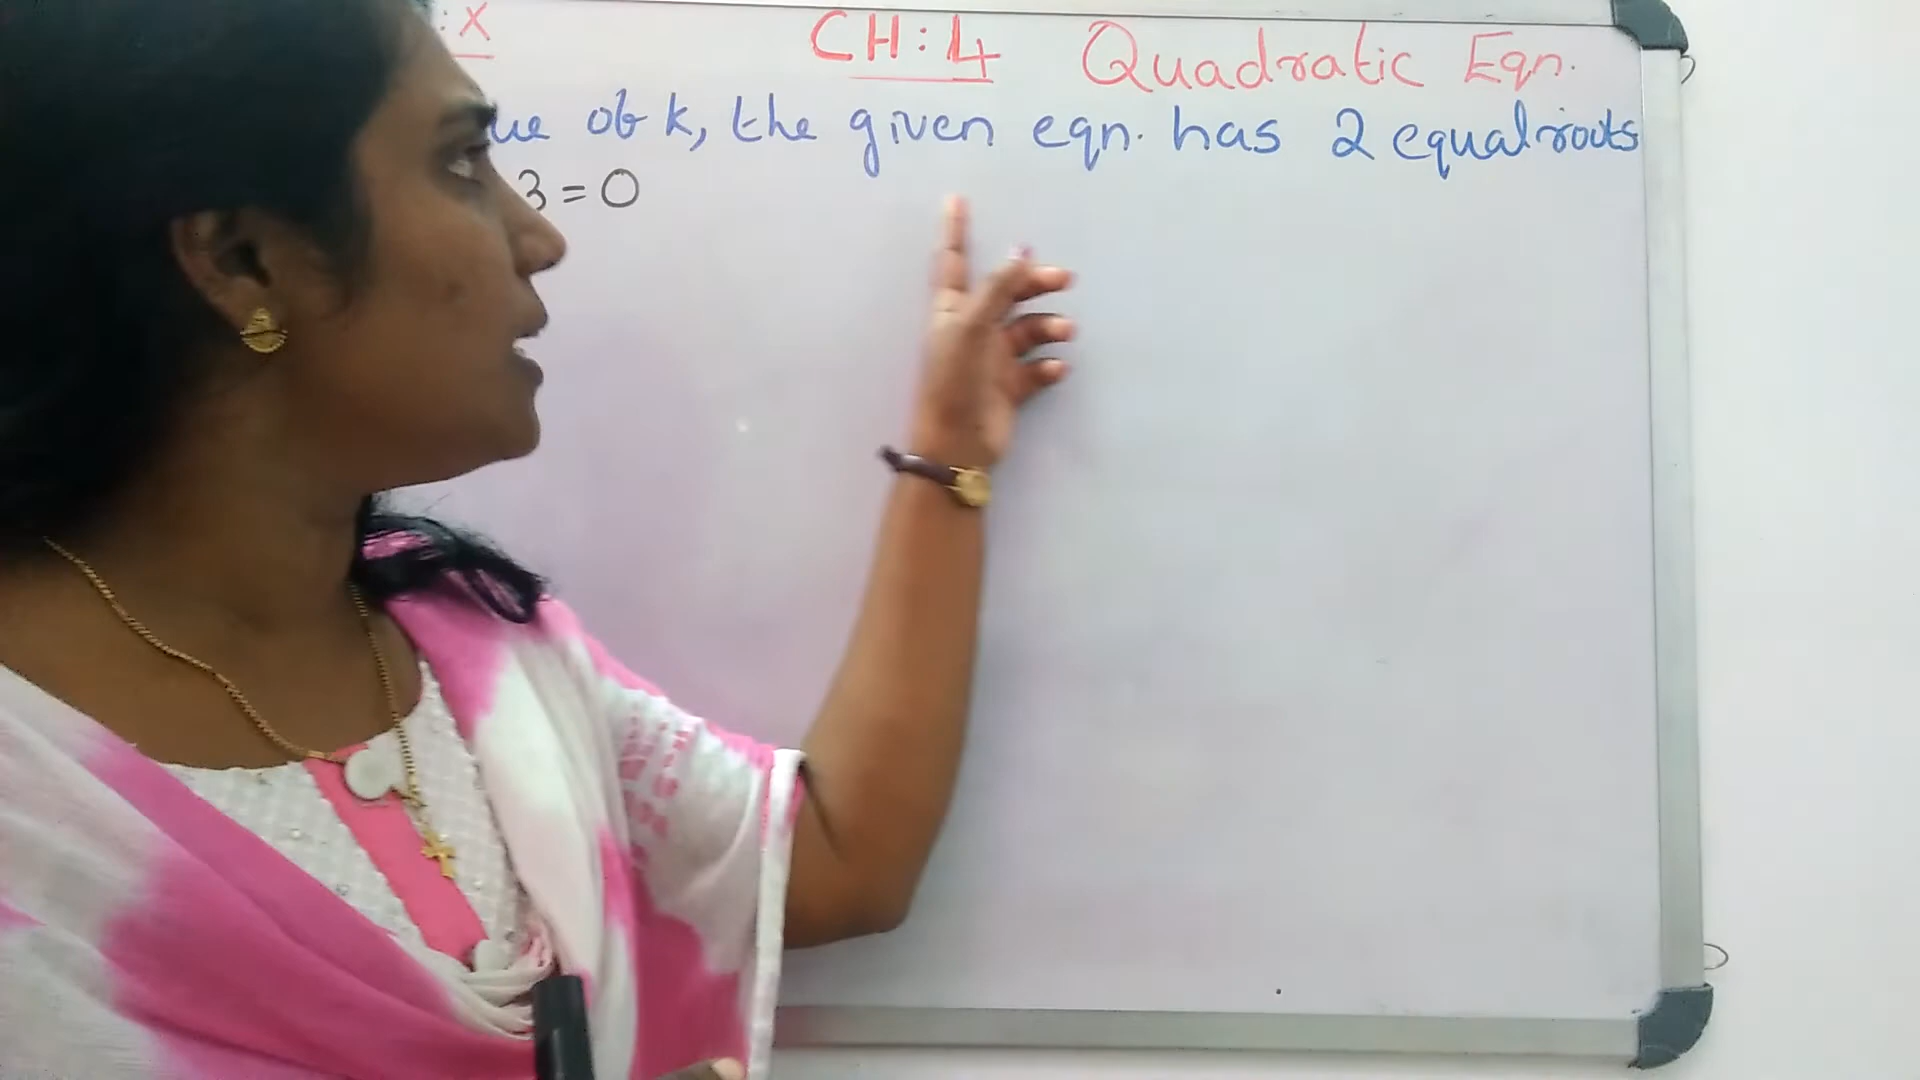 : X CH : 4 Quadratic Eqn.
ue of k, the given eqn. has 2 equal roots
3 = 0